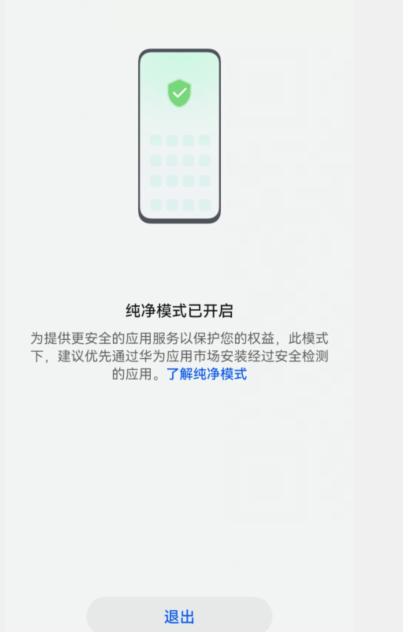 纯净模式已开启
为提供更安全的应用服务以保护您的权益，此模式
下，建议优先通过华为应用市场安装经过安全检测
的应用。了解纯净模式
退出